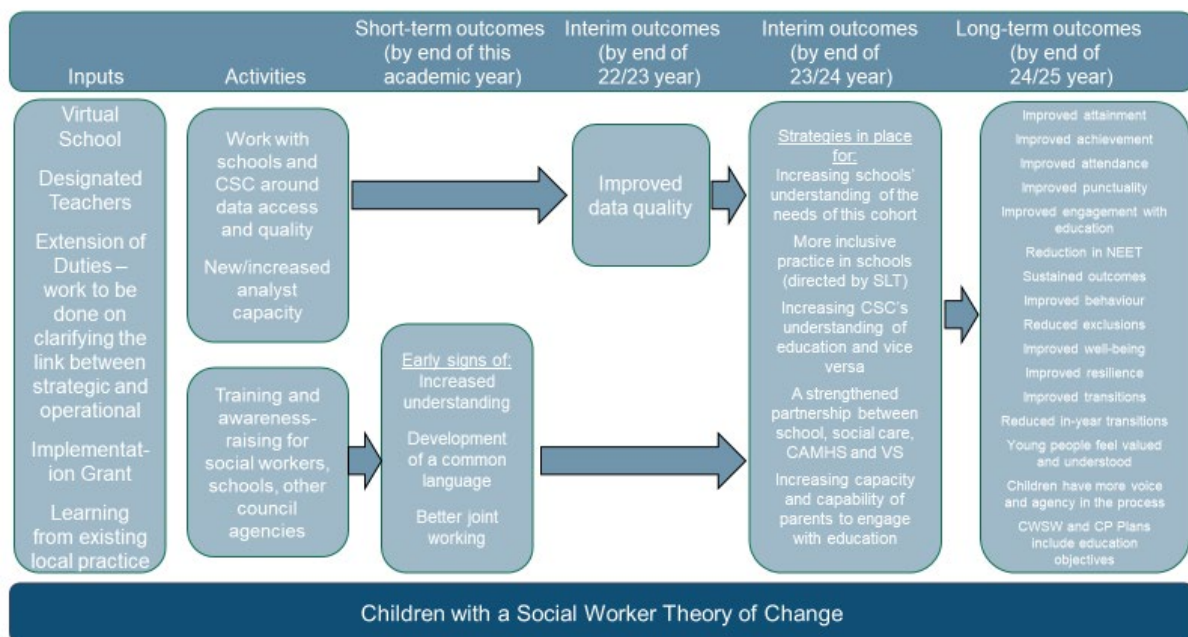 Inputs
Activities
Short-term outcomes
(by end of this
academic year)
Interim outcomes
(by end of
22/23 year)
Interim outcomes
(by end of
23/24 year)
Long-term outcomes
(by end of
24/25 year)
Virtual
School
Designated
Teachers
Extension of
Duties –
work to be
done on
clarifying the
link between
strategic and
operational
Implementat-
ion Grant
Learning
from existing
local practice
Work with
schools and
CSC around
data access
and quality
New/increased
analyst
capacity
Training and
awareness-
raising for
social workers,
schools, other
council
agencies
Early signs of:
Increased
understanding
Development
of a common
language
Better joint
working
Improved
data quality
Strategies in place
for:
Increasing schools'
understanding of the
needs of this cohort
More inclusive
practice in schools
(directed by SLT)
Increasing CSC's
understanding of
education and vice
versa
A strengthened
partnership between
school, social care,
CAMHS and VS
Increasing capacity
and capability of
parents to engage
with education
Improved attainment
Improved achievement
Improved attendance
Improved punctuality
Improved engagement with
education
Reduction in NEET
Sustained outcomes
Improved behaviour
Reduced exclusions
Improved well-being
Improved resilience
Improved transitions
Reduced in-year transitions
Young people feel valued
and understood
Children have more voice
and agency in the process
CWSW and CP Plans
include education
objectives
Children with a Social Worker Theory of Change